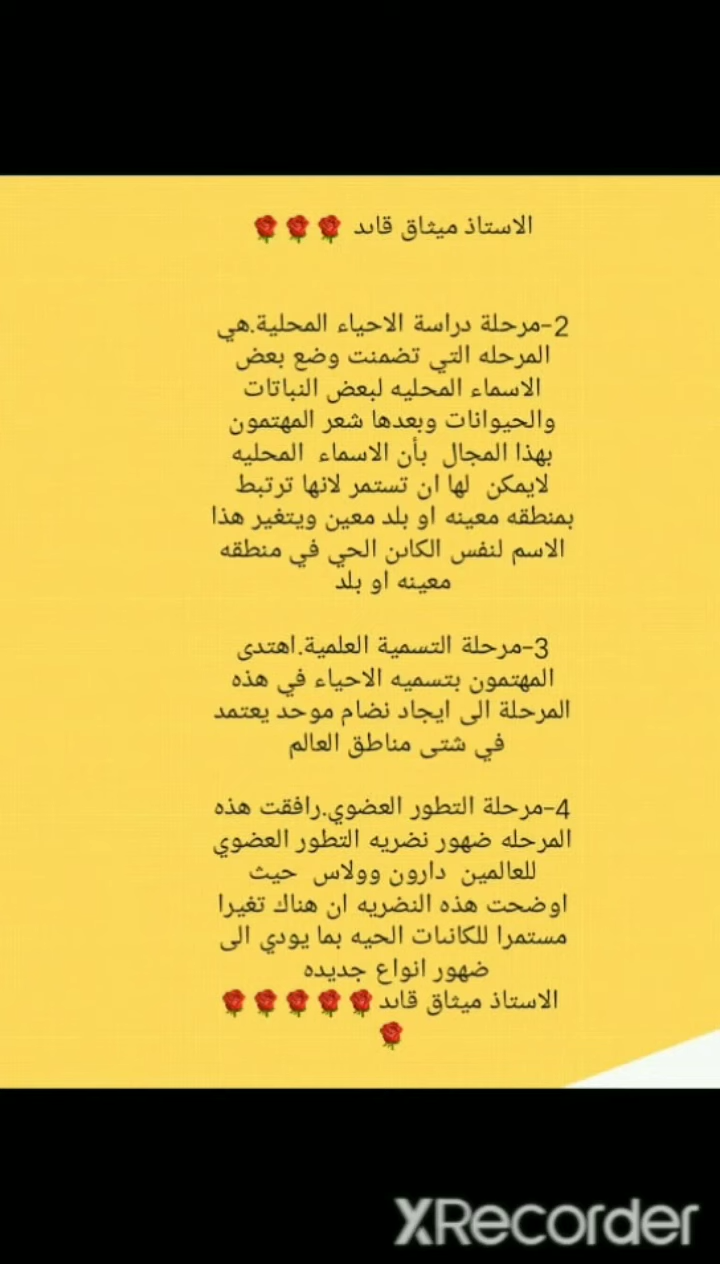 الاستاذ ميثاق قائد 🌹🌹🌹
2-مرحلة دراسة الاحياء المحلية.هي
المرحله التي تضمنت وضع بعض
الاسماء المحليه لبعض النباتات
والحيوانات وبعدها شعر المهتمون
بهذا المجال بأن الاسماء المحليه
لايمكن لها ان تستمر لانها ترتبط
بمنطقه معينه او بلد معين ويتغير هذا
الاسم لنفس الكائن الحي في منطقه
معينه او بلد
3-مرحلة التسمية العلمية.اهتدى
المهتمون بتسميه الاحياء في هذه
المرحلة الى ايجاد نضام موحد يعتمد
في شتى مناطق العالم
4-مرحلة التطور العضوي.رافقت هذه
المرحله ضهور نضريه التطور العضوي
للعالمين دارون وولاس حيث
اوضحت هذه النضريه ان هناك تغيرا
مستمرا للكائنات الحيه بما يودي الى
ضهور انواع جديده
الاستاذ ميثاق قائد 🌹🌹🌹🌹🌹
🌹
XRecorder